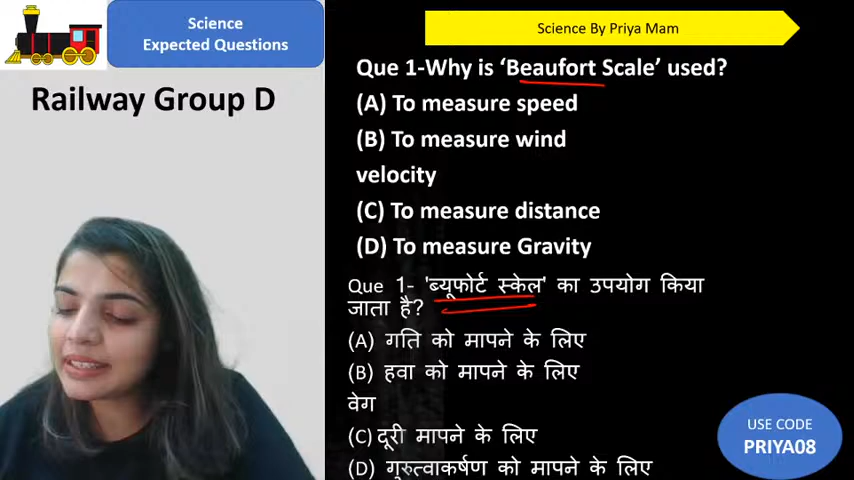 Science
Expected Questions
Railway Group D
Science By Priya Mam
Que 1-Why is ‘Beaufort Scale’ used?
(A) To measure speed
(B) To measure wind
velocity
(C) To measure distance
(D) To measure Gravity
Que 1- 'ब्यूफोर्ट स्केल' का उपयोग किया
जाता है?
(A) गति को मापने के लिए
(B) हवा को मापने के लिए
वेग
(C) दूरी मापने के लिए
(D) गुरुत्वाकर्षण को मापने के लिए
USE CODE
PRIYA08